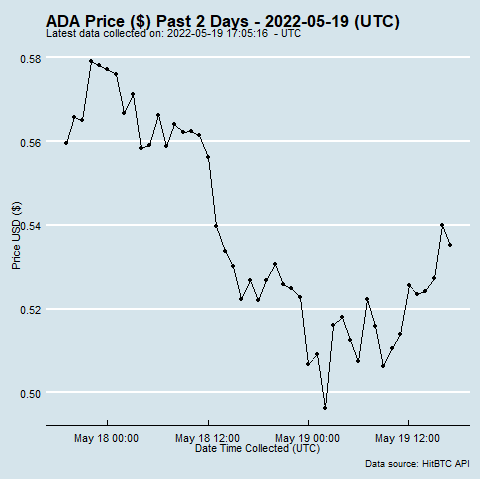 ADA Price ($) Past 2 Days - 2022-05-19 (UTC)
Latest data collected on: 2022-05-19 17:05:16 - UTC
0.58
0.56
0.54
0.52
0.50
Price USD ($)
May 18 00:00 May 18 12:00 May 19 00:00 May 19 12:00
Date Time Collected (UTC)
Data source: HitBTC API